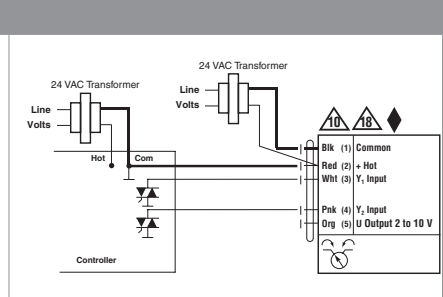 24 VAC Transformer
Line
Volts
24 VAC Transformer
Line
Volts
Hot Com
10 18
Blk (1) Common
Red (2) + Hot
Wht (3) Y₁ Input
Pnk (4) Y₂ Input
Org (5) U Output 2 to 10 V
Controller